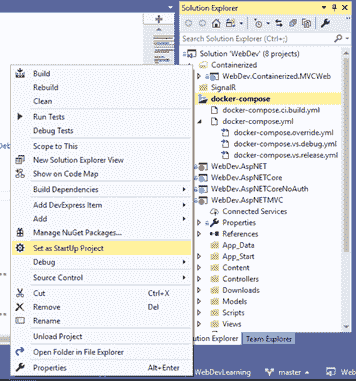 Solution Explorer
Search Solution Explorer (Ctrl+;)
Solution 'WebDev' (8 projects)
Containerized
WebDev.Containerized.MVCWeb
SignalR
docker-compose
docker-compose.ci.build.yml
docker-compose.yml
docker-compose.override.yml
docker-compose.vs.debug.yml
docker-compose.vs.release.yml
WebDev.AspNET
WebDev.AspNETCore
WebDev.AspNETCoreNoAuth
WebDev.AspNETMVC
Connected Services
Properties
References
App_Data
App_Start
Content
Controllers
Downloads
Models
Scripts
Views
Build
Rebuild
Clean
Run Tests
Debug Tests
Scope to This
New Solution Explorer View
Show on Code Map
Build Dependencies
Add DevExpress Item
Add
Manage NuGet Packages...
Set as StartUp Project
Debug
Source Control
Cut Ctrl+X
Remove Del
Rename
Unload Project
Open Folder in File Explorer
Properties Alt+Enter
Explorer Team Explorer
WebDevLearning master